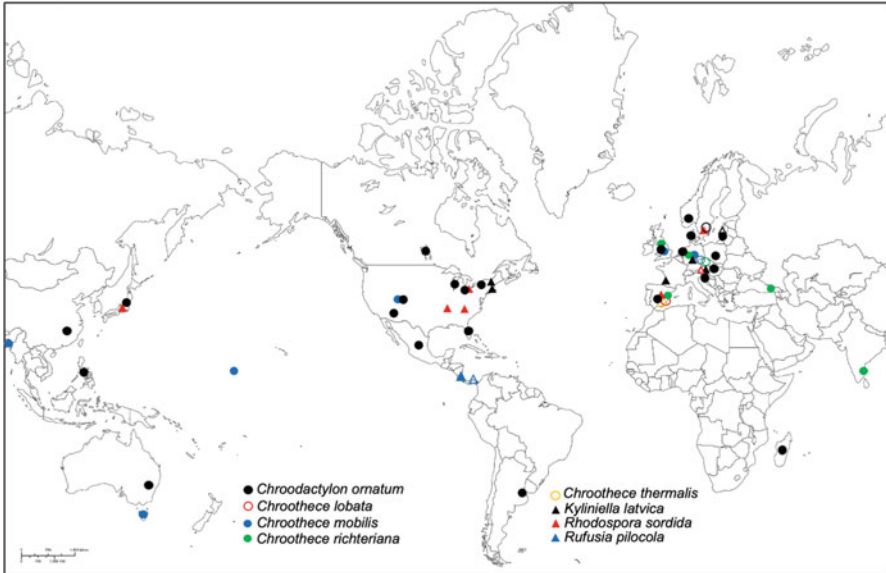 Chroodactylon ornatum
Chroothece lobata
Chroothece mobilis
Chroothece richteriana
Chroothece thermalis
Kyliniella latvica
Rhodospora sordida
Rufusia pilocola